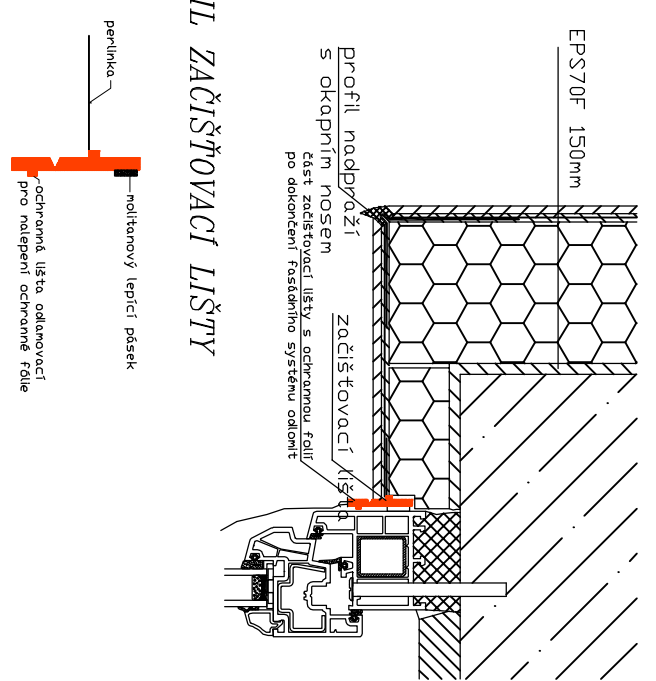 EPS70F 150mm
profil nadpraží
s okapním nosem
začišťovací lišta
část začišťovací lišty s ochrannou folií
po dokončení fasádního systému odlomit
IL ZAČIŠŤOVACÍ LIŠTY
perlinka
molitanový lepící pásek
ochranná lišta odlamovací
pro nalepení ochranné fólie